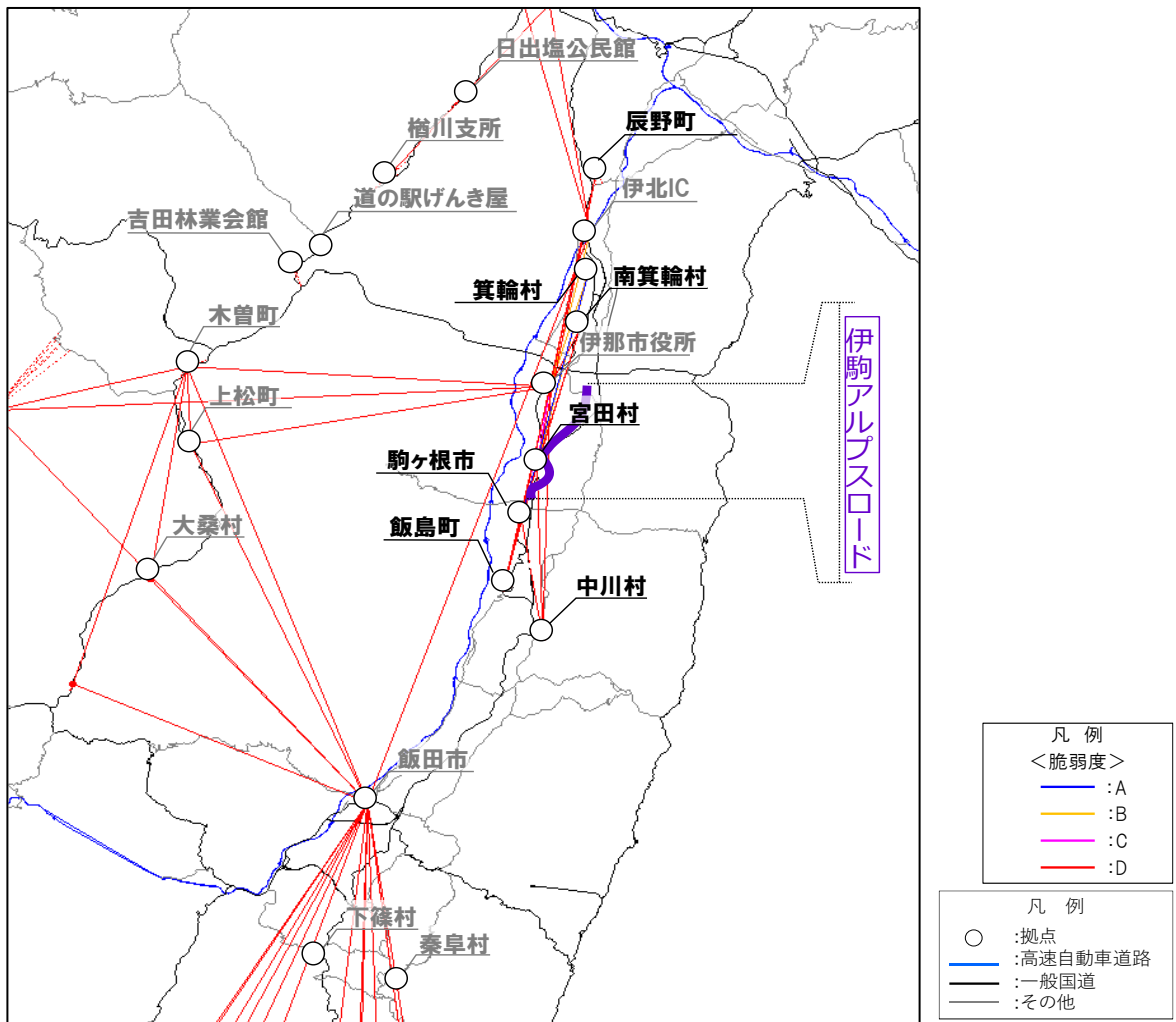 日出塩公民館
楢川支所
辰野町
道の駅げんき屋
伊北IC
吉田林業会館
箕輪村
南箕輪村
木曽町
伊那市役所
上松町
宮田村
駒ヶ根市
大桑村
飯島町
中川村
伊駒アルプスロード
飯田市
下篠村
秦阜村
凡 例
＜脆弱度＞
:A
:B
:C
:D
凡 例
:拠点
:高速自動車道路
:一般国道
:その他